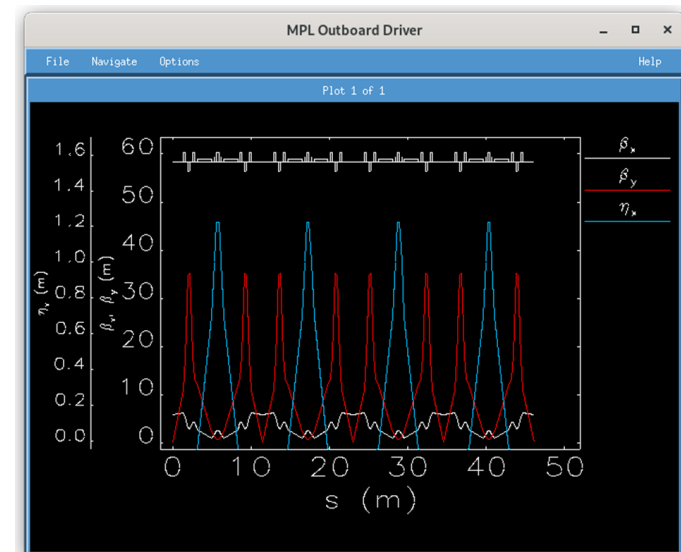 MPL Outboard Driver
File Navigate Options Help
Plot 1 of 1
1.6 60 βx
1.4 50 βy
1.2 ηx
1.0 40
0.8 30
0.6 20
0.4
0.2 10
0.0 0
ηx (m)
βx, βy (m)
0 10 20 30 40 50
s (m)